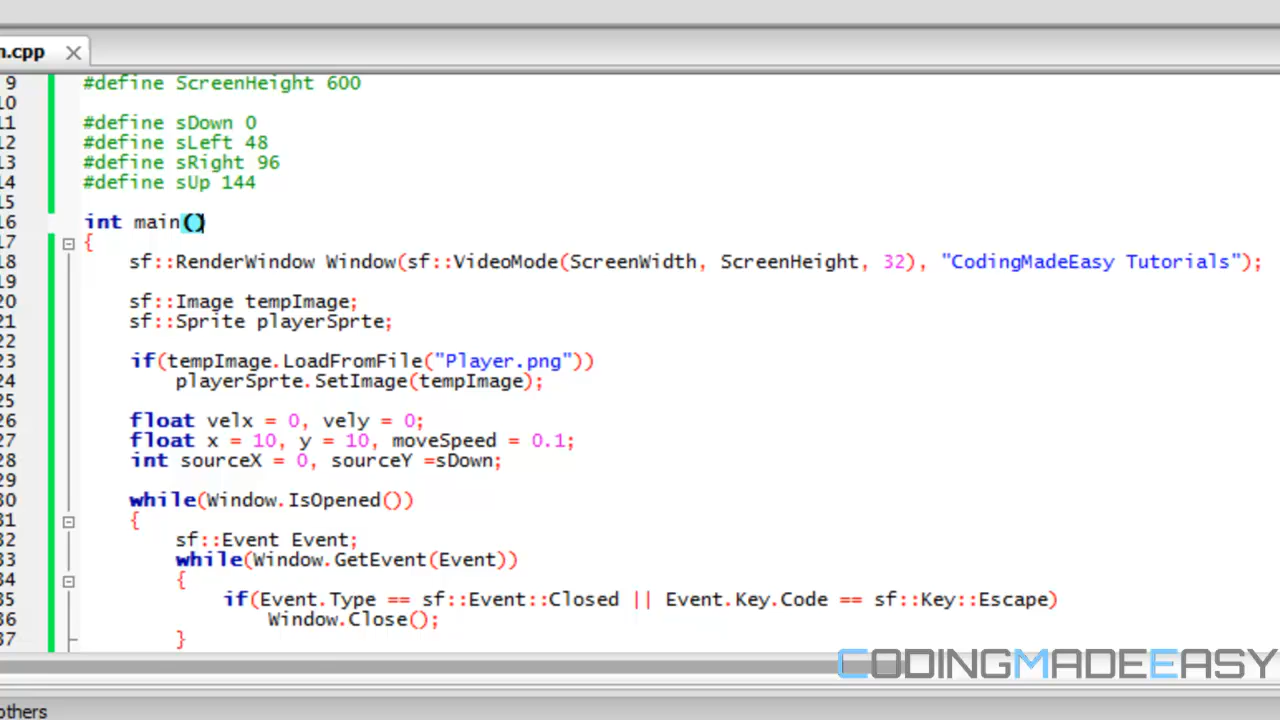 n.cpp
9 #define ScreenHeight 600
10
11 #define sDown 0
12 #define sLeft 48
13 #define sRight 96
14 #define sUp 144
15
16 int main()
17 {
18 sf::RenderWindow Window(sf::VideoMode(ScreenWidth, ScreenHeight, 32), "CodingMadeEasy Tutorials");
19
20 sf::Image tempImage;
21 sf::Sprite playerSprte;
22
23 if(tempImage.LoadFromFile("Player.png"))
24 playerSprte.SetImage(tempImage);
25
26 float velx = 0, vely = 0;
27 float x = 10, y = 10, moveSpeed = 0.1;
28 int sourceX = 0, sourceY =sDown;
29
30 while(Window.IsOpened())
31 {
32 sf::Event Event;
33 while(Window.GetEvent(Event))
34 {
35 if(Event.Type == sf::Event::Closed || Event.Key.Code == sf::Key::Escape)
36 Window.Close();
37 }
CODINGMADEEASY
others